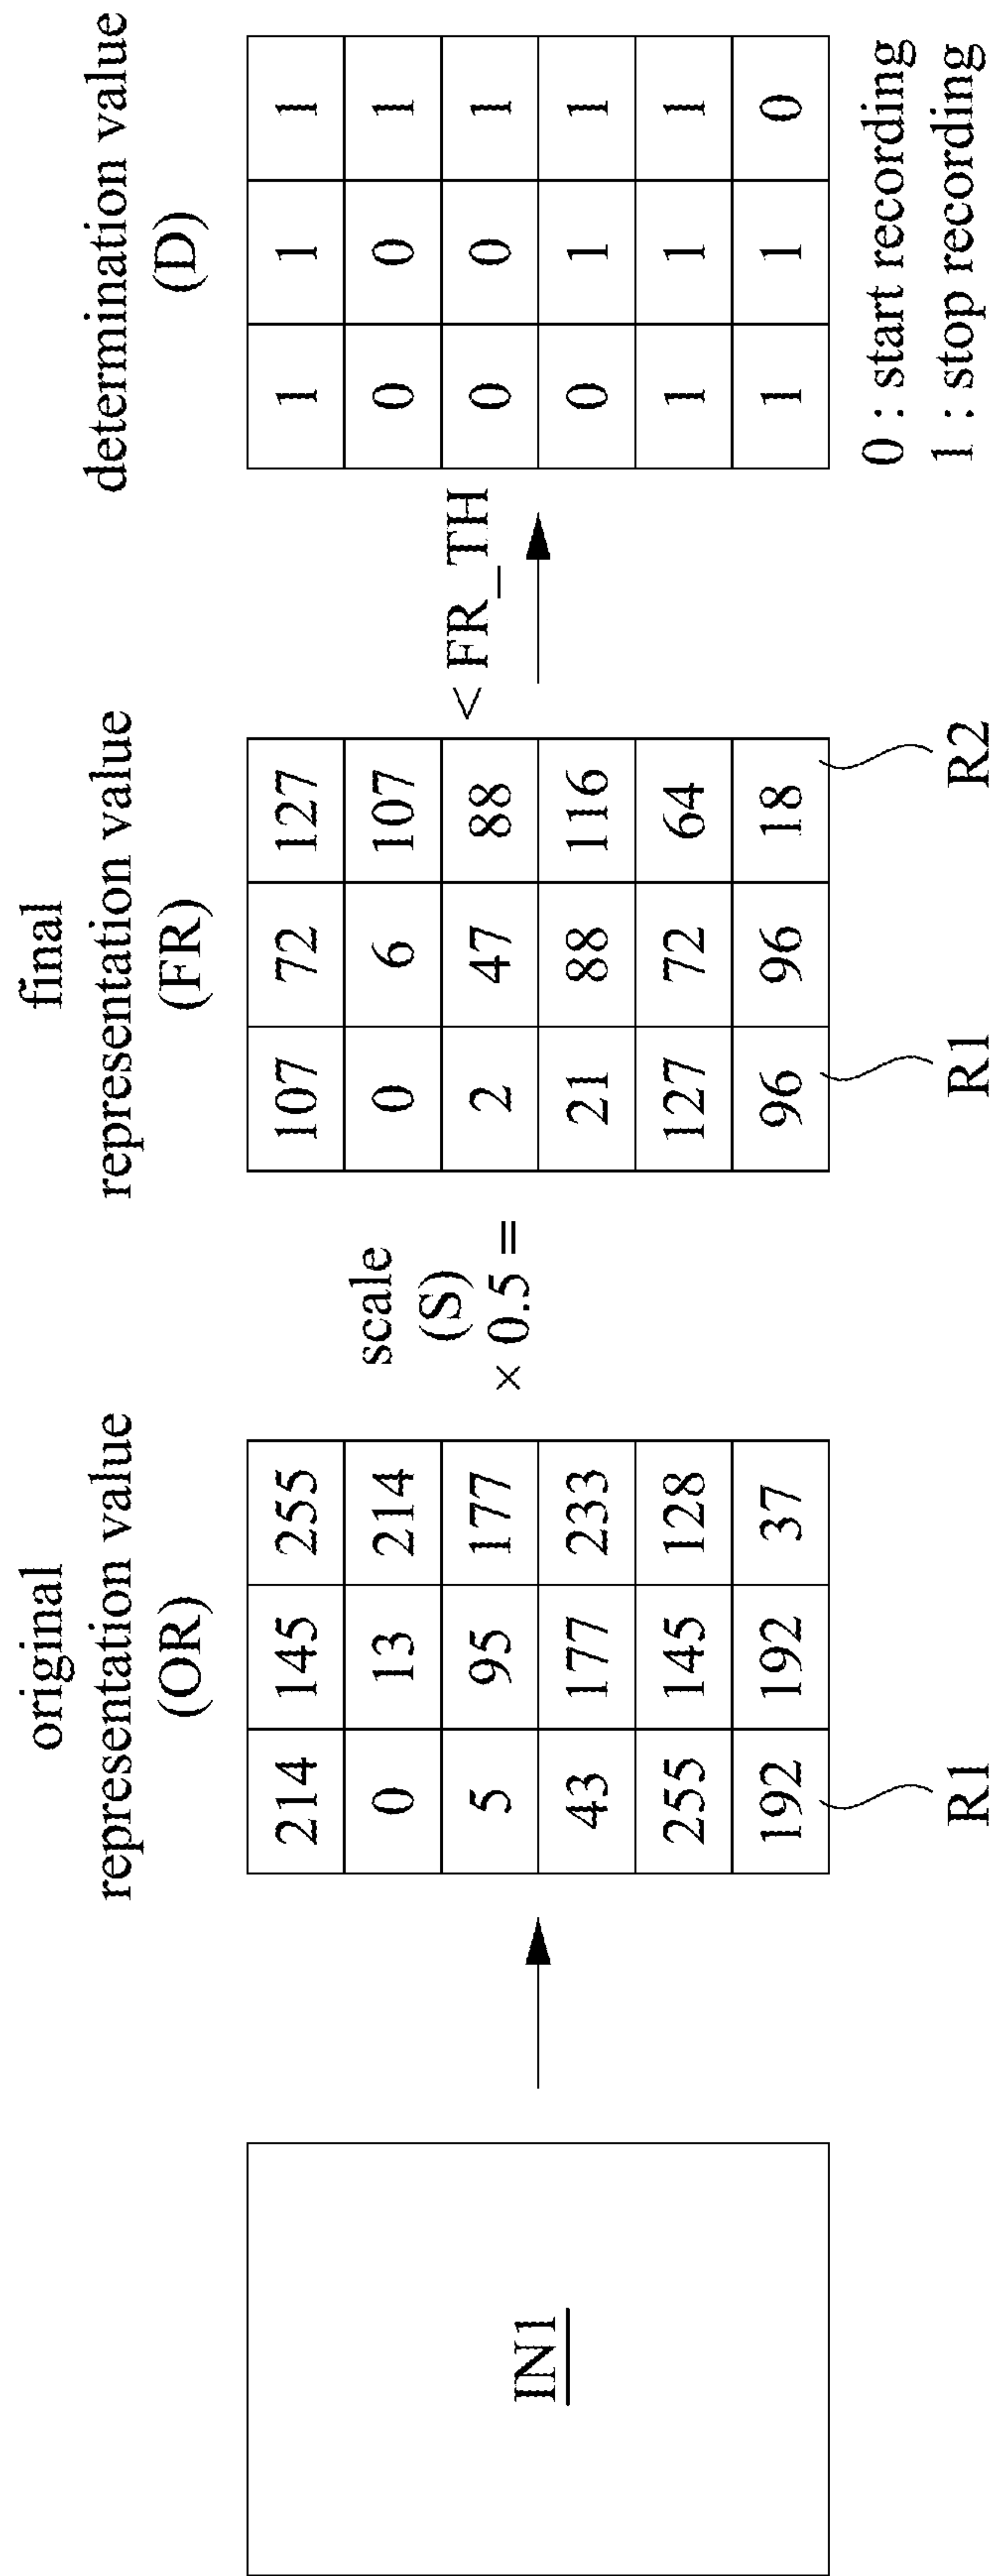 IN1
original
representation value
(OR)
214 145 255
0 13 214
5 95 177
43 177 233
255 145 128
192 192 37
R1
scale
(S)
× 0.5 =
final
representation value
(FR)
107 72 127
0 6 107
2 47 88
21 88 116
127 72 64
96 96 18
R1 R2
< FR_TH
determination value
(D)
1 1 1
0 0 1
0 0 1
0 1 1
1 1 1
1 1 0
0 : start recording
1 : stop recording